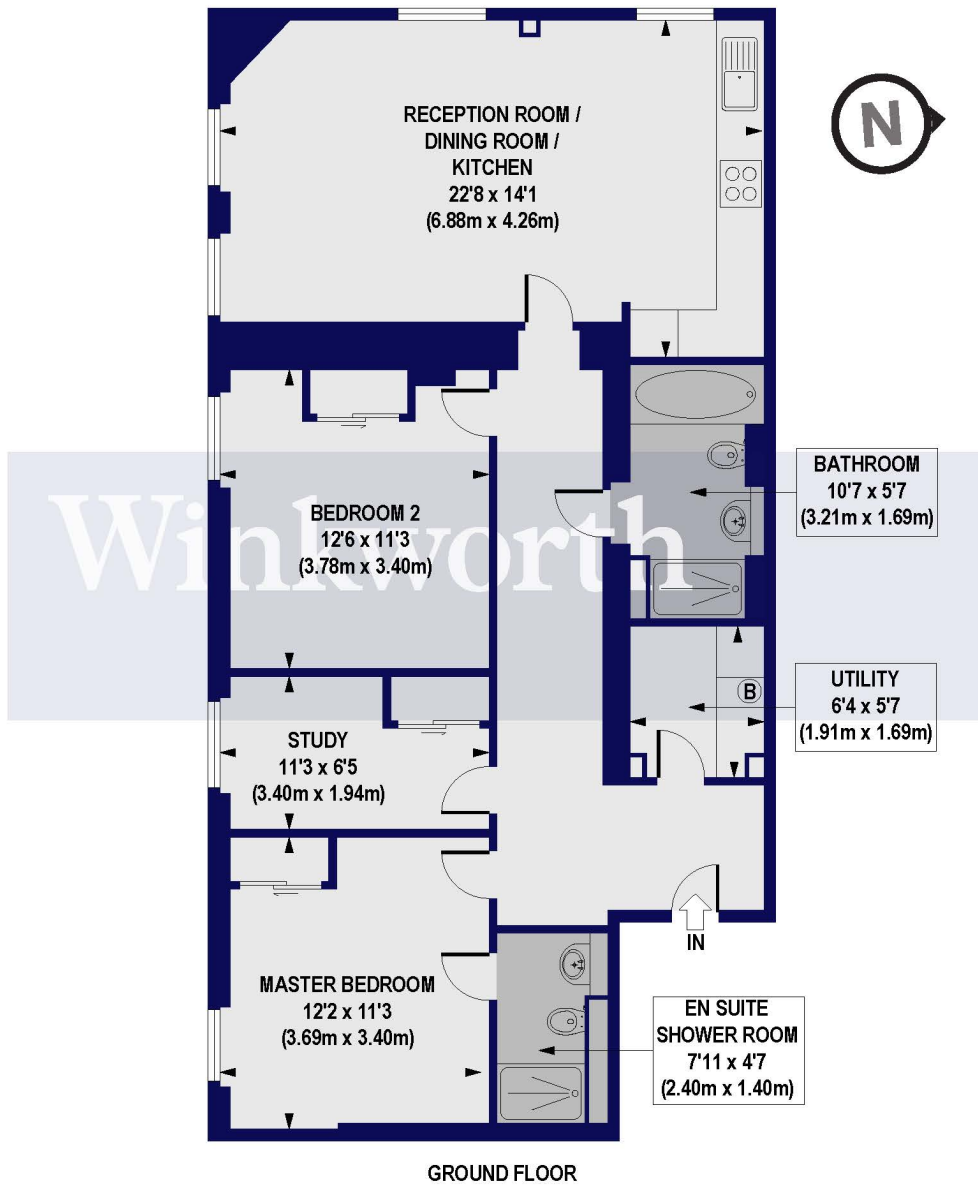 RECEPTION ROOM /
DINING ROOM /
KITCHEN
22'8 x 14'1
(6.88m x 4.26m)
N
BEDROOM 2
12'6 x 11'3
(3.78m x 3.40m)
Winkworth
BATHROOM
10'7 x 5'7
(3.21m x 1.69m)
UTILITY
6'4 x 5'7
(1.91m x 1.69m)
B
STUDY
11'3 x 6'5
(3.40m x 1.94m)
IN
MASTER BEDROOM
12'2 x 11'3
(3.69m x 3.40m)
EN SUITE
SHOWER ROOM
7'11 x 4'7
(2.40m x 1.40m)
GROUND FLOOR